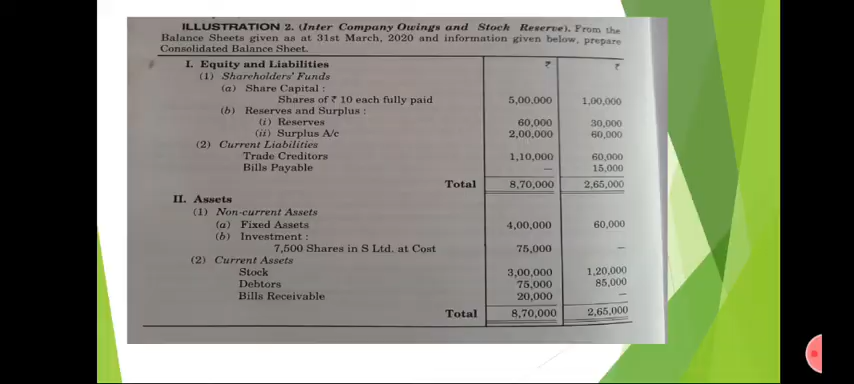 ILLUSTRATION 2. (Inter Company Owings and Stock Reserve). From the
Balance Sheets given as at 31st March, 2020 and information given below, prepare
Consolidated Balance Sheet.
I. Equity and Liabilities ₹ ₹
(1) Shareholders' Funds
(a) Share Capital :
Shares of ₹ 10 each fully paid 5,00,000 1,00,000
(b) Reserves and Surplus :
(i) Reserves 60,000 30,000
(ii) Surplus A/c 2,00,000 60,000
(2) Current Liabilities
Trade Creditors 1,10,000 60,000
Bills Payable — 15,000
Total 8,70,000 2,65,000
II. Assets
(1) Non-current Assets
(a) Fixed Assets 4,00,000 60,000
(b) Investment :
7,500 Shares in S Ltd. at Cost 75,000 —
(2) Current Assets
Stock 3,00,000 1,20,000
Debtors 75,000 85,000
Bills Receivable 20,000 —
Total 8,70,000 2,65,000